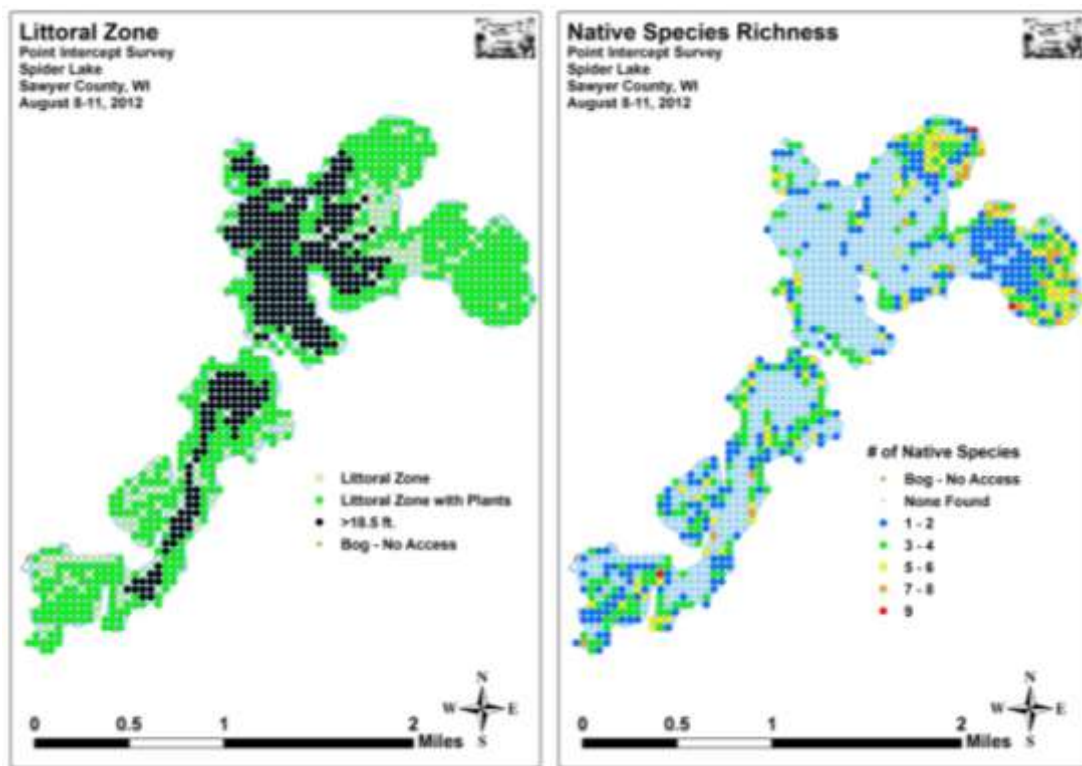 Littoral Zone
Point Intercept Survey
Spider Lake
Sawyer County, WI
August 8-11, 2012
Littoral Zone
Littoral Zone with Plants
>18.5 ft.
Bog - No Access
N
W E
S
0 0.5 1 2
Miles
Native Species Richness
Point Intercept Survey
Spider Lake
Sawyer County, WI
August 8-11, 2012
# of Native Species
Bog - No Access
None Found
1 - 2
3 - 4
5 - 6
7 - 8
9
N
W E
S
0 0.5 1 2
Miles